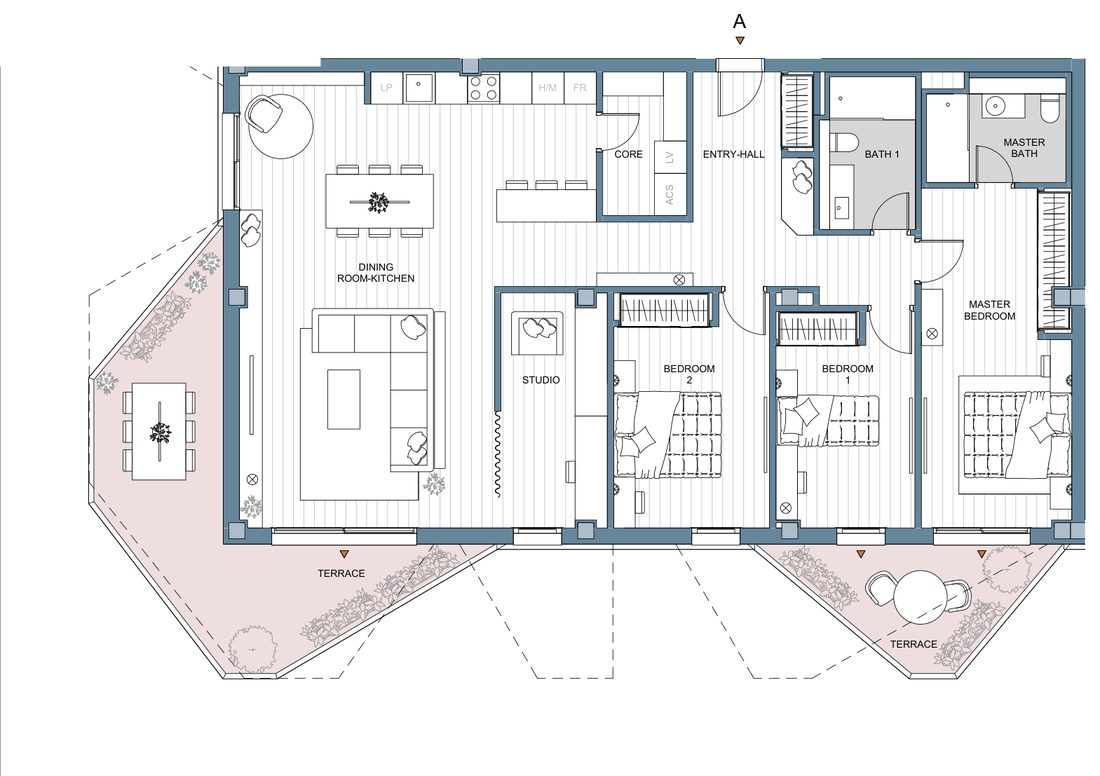 A
LP
H/M
FR
CORE
LV
ACS
ENTRY-HALL
BATH 1
MASTER
BATH
DINING
ROOM-KITCHEN
MASTER
BEDROOM
STUDIO
BEDROOM
2
BEDROOM
1
TERRACE
TERRACE